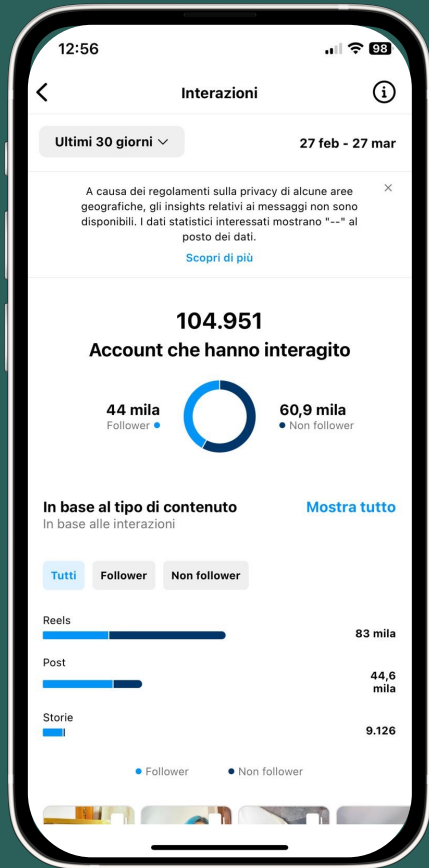 12:56
98
Interazioni
Ultimi 30 giorni
27 feb - 27 mar
A causa dei regolamenti sulla privacy di alcune aree
geografiche, gli insights relativi ai messaggi non sono
disponibili. I dati statistici interessati mostrano "--" al
posto dei dati.
Scopri di più
104.951
Account che hanno interagito
44 mila
Follower
60,9 mila
Non follower
In base al tipo di contenuto
Mostra tutto
In base alle interazioni
Tutti
Follower
Non follower
Reels
83 mila
Post
44,6
mila
Storie
9.126
Follower
Non follower